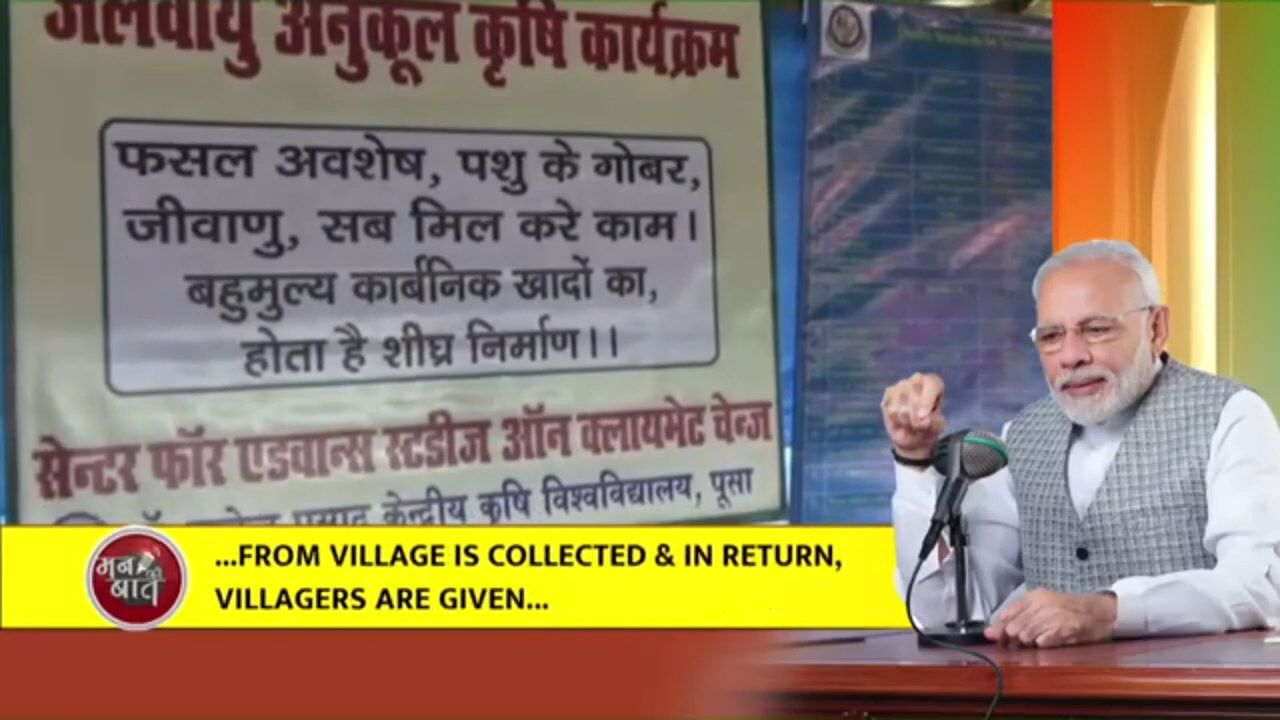 जलवायु अनुकूल कृषि कार्यक्रम
फसल अवशेष, पशु के गोबर,
जीवाणु, सब मिल करे काम।
बहुमुल्य कार्बनिक खादों का,
होता है शीघ्र निर्माण।।
सेन्टर फॉर एडवान्स स्टडीज ऑन क्लायमेट चेन्ज
केन्द्रीय कृषि विश्वविद्यालय, पूसा
मन की बात
...FROM VILLAGE IS COLLECTED & IN RETURN,
VILLAGERS ARE GIVEN...